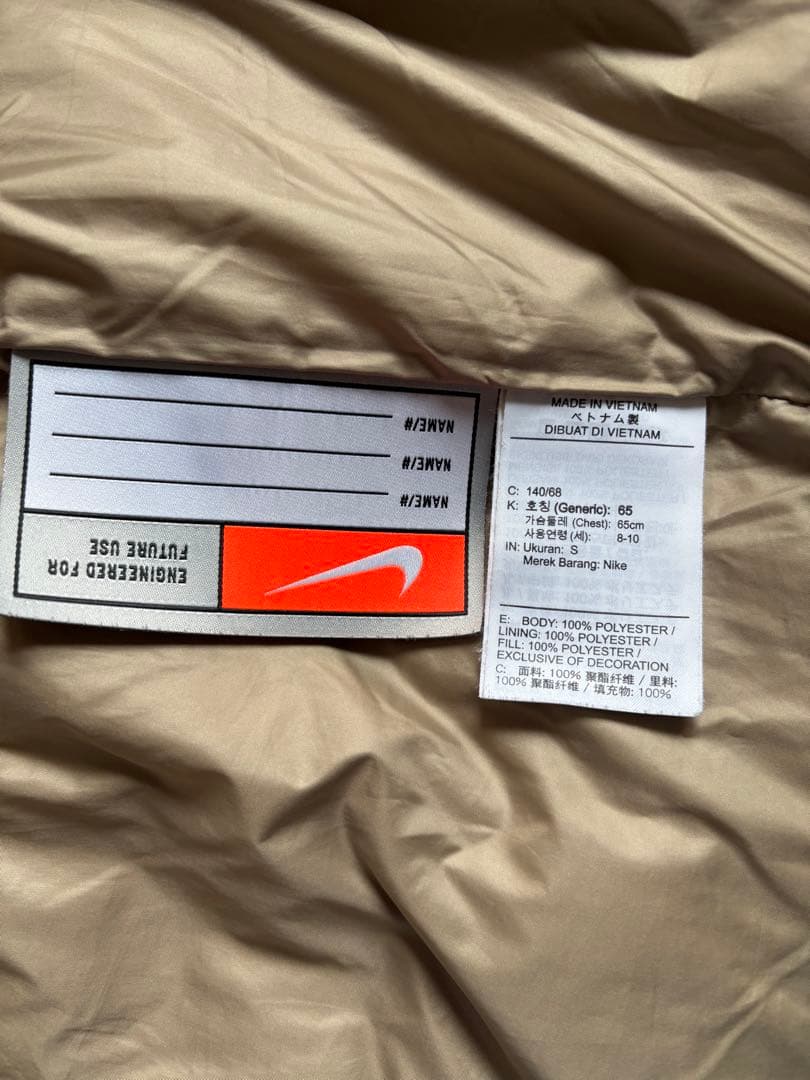 NAME/#
NAME/#
NAME/#
ENGINEERED FOR
FUTURE USE
MADE IN VIETNAM
ベトナム製
DIBUAT DI VIETNAM
C: 140/68
K: 호칭 (Generic): 65
가슴둘레 (Chest): 65cm
사용연령 (세): 8-10
IN: Ukuran: S
Merek Barang: Nike
E: BODY: 100% POLYESTER /
LINING: 100% POLYESTER /
FILL: 100% POLYESTER /
EXCLUSIVE OF DECORATION
C: 面料: 100% 聚酯纤维 / 里料:
100% 聚酯纤维 / 填充物: 100%